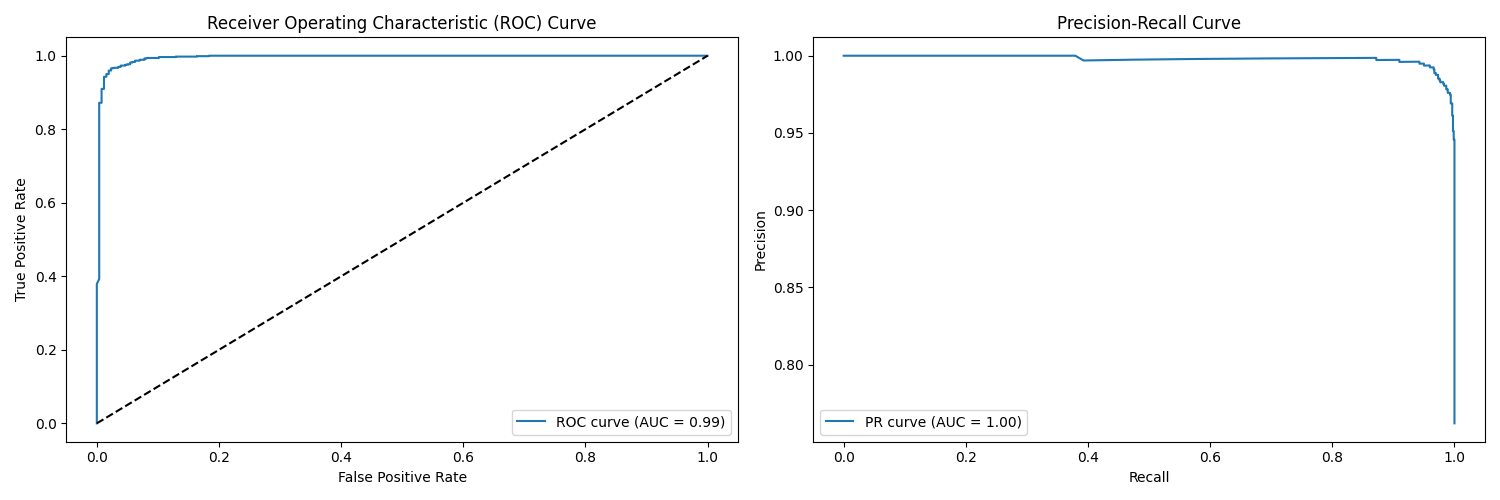 Receiver Operating Characteristic (ROC) Curve
True Positive Rate
1.0
0.8
0.6
0.4
0.2
0.0
ROC curve (AUC = 0.99)
0.0 0.2 0.4 0.6 0.8 1.0
False Positive Rate
Precision-Recall Curve
Precision
1.00
0.95
0.90
0.85
0.80
PR curve (AUC = 1.00)
0.0 0.2 0.4 0.6 0.8 1.0
Recall